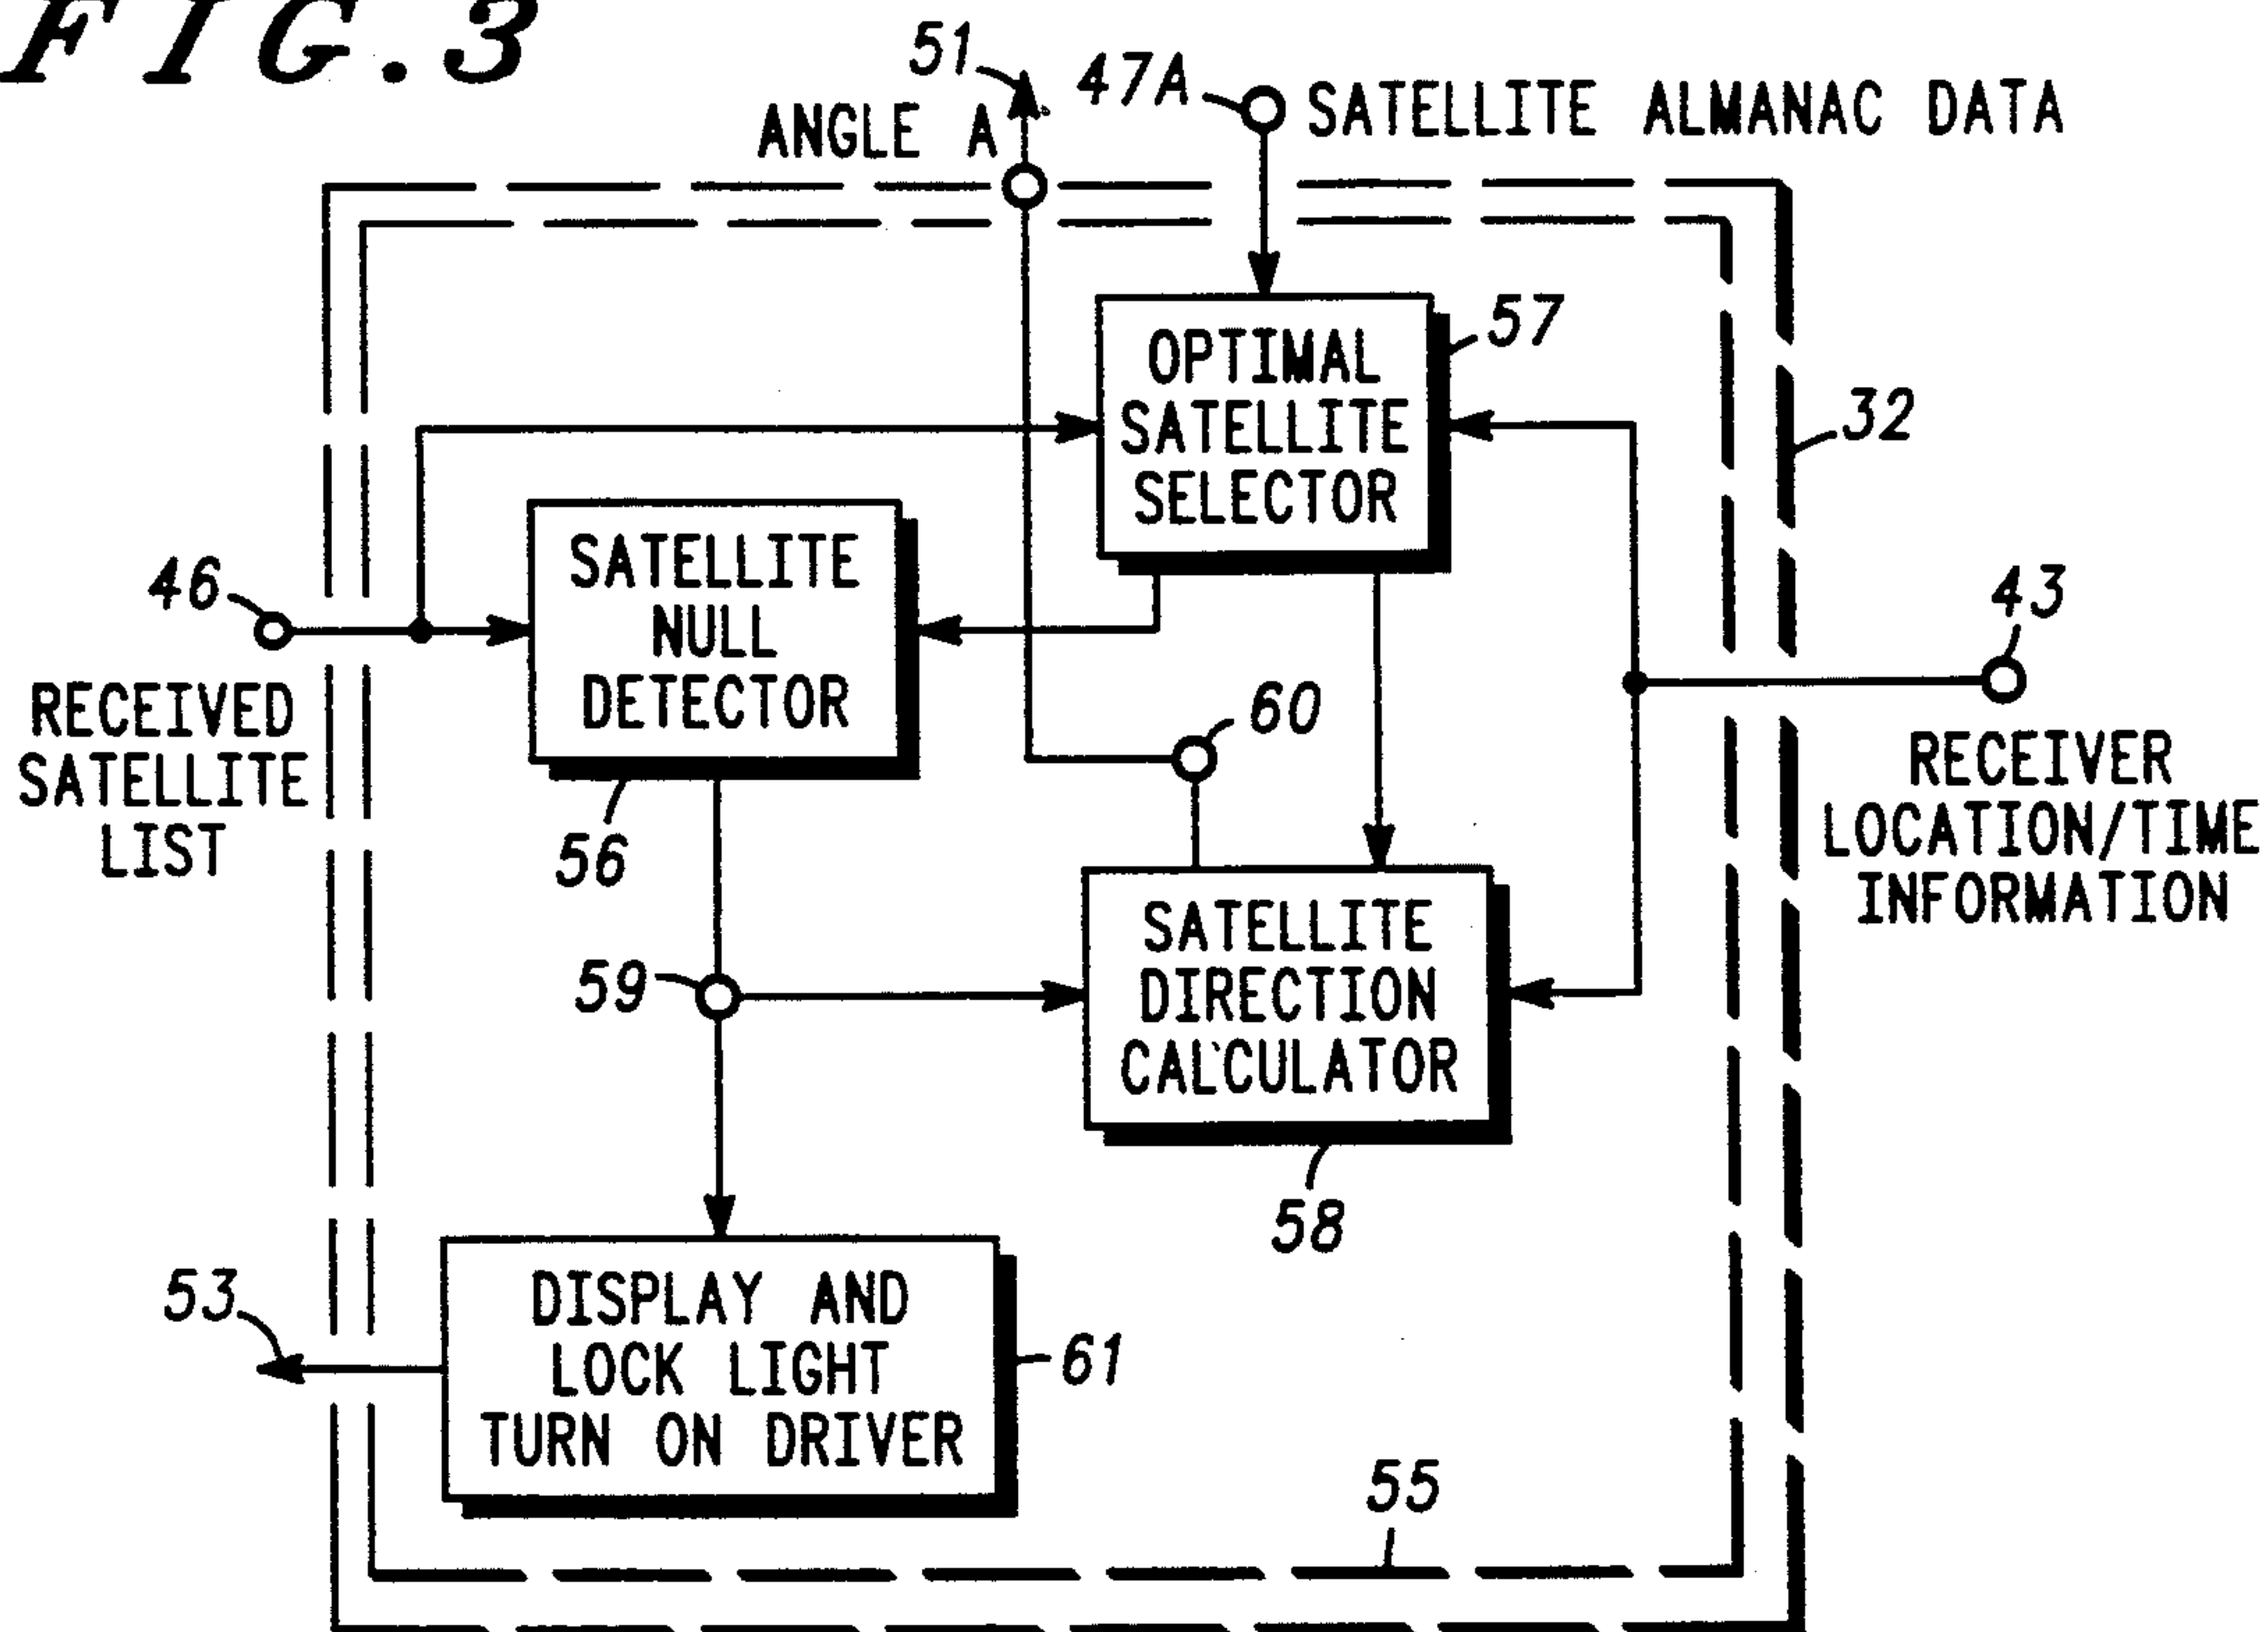 FIG.3
51
47A
SATELLITE ALMANAC DATA
ANGLE A
OPTIMAL
SATELLITE
SELECTOR
57
32
46
RECEIVED
SATELLITE
LIST
SATELLITE
NULL
DETECTOR
56
43
RECEIVER
LOCATION/TIME
INFORMATION
60
59
SATELLITE
DIRECTION
CALCULATOR
58
53
DISPLAY AND
LOCK LIGHT
TURN ON DRIVER
61
55